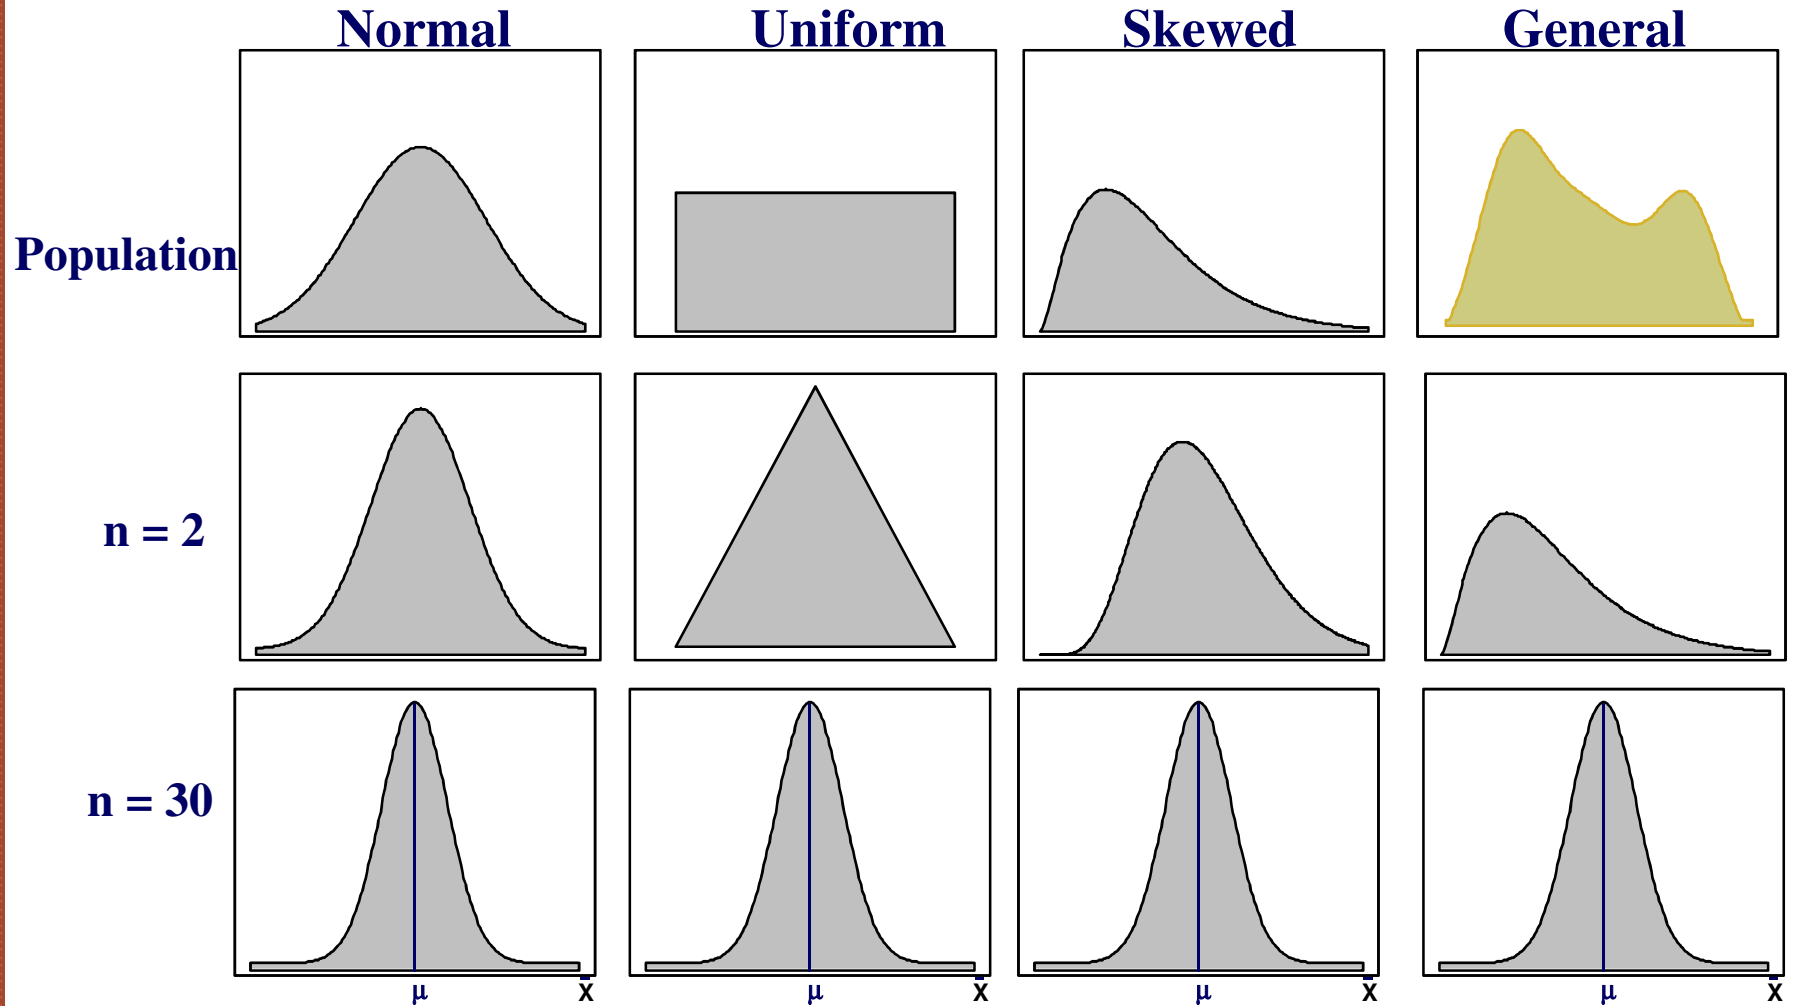 Normal Uniform Skewed General
Population
n = 2
n = 30
μ x̄ μ x̄ μ x̄ μ x̄